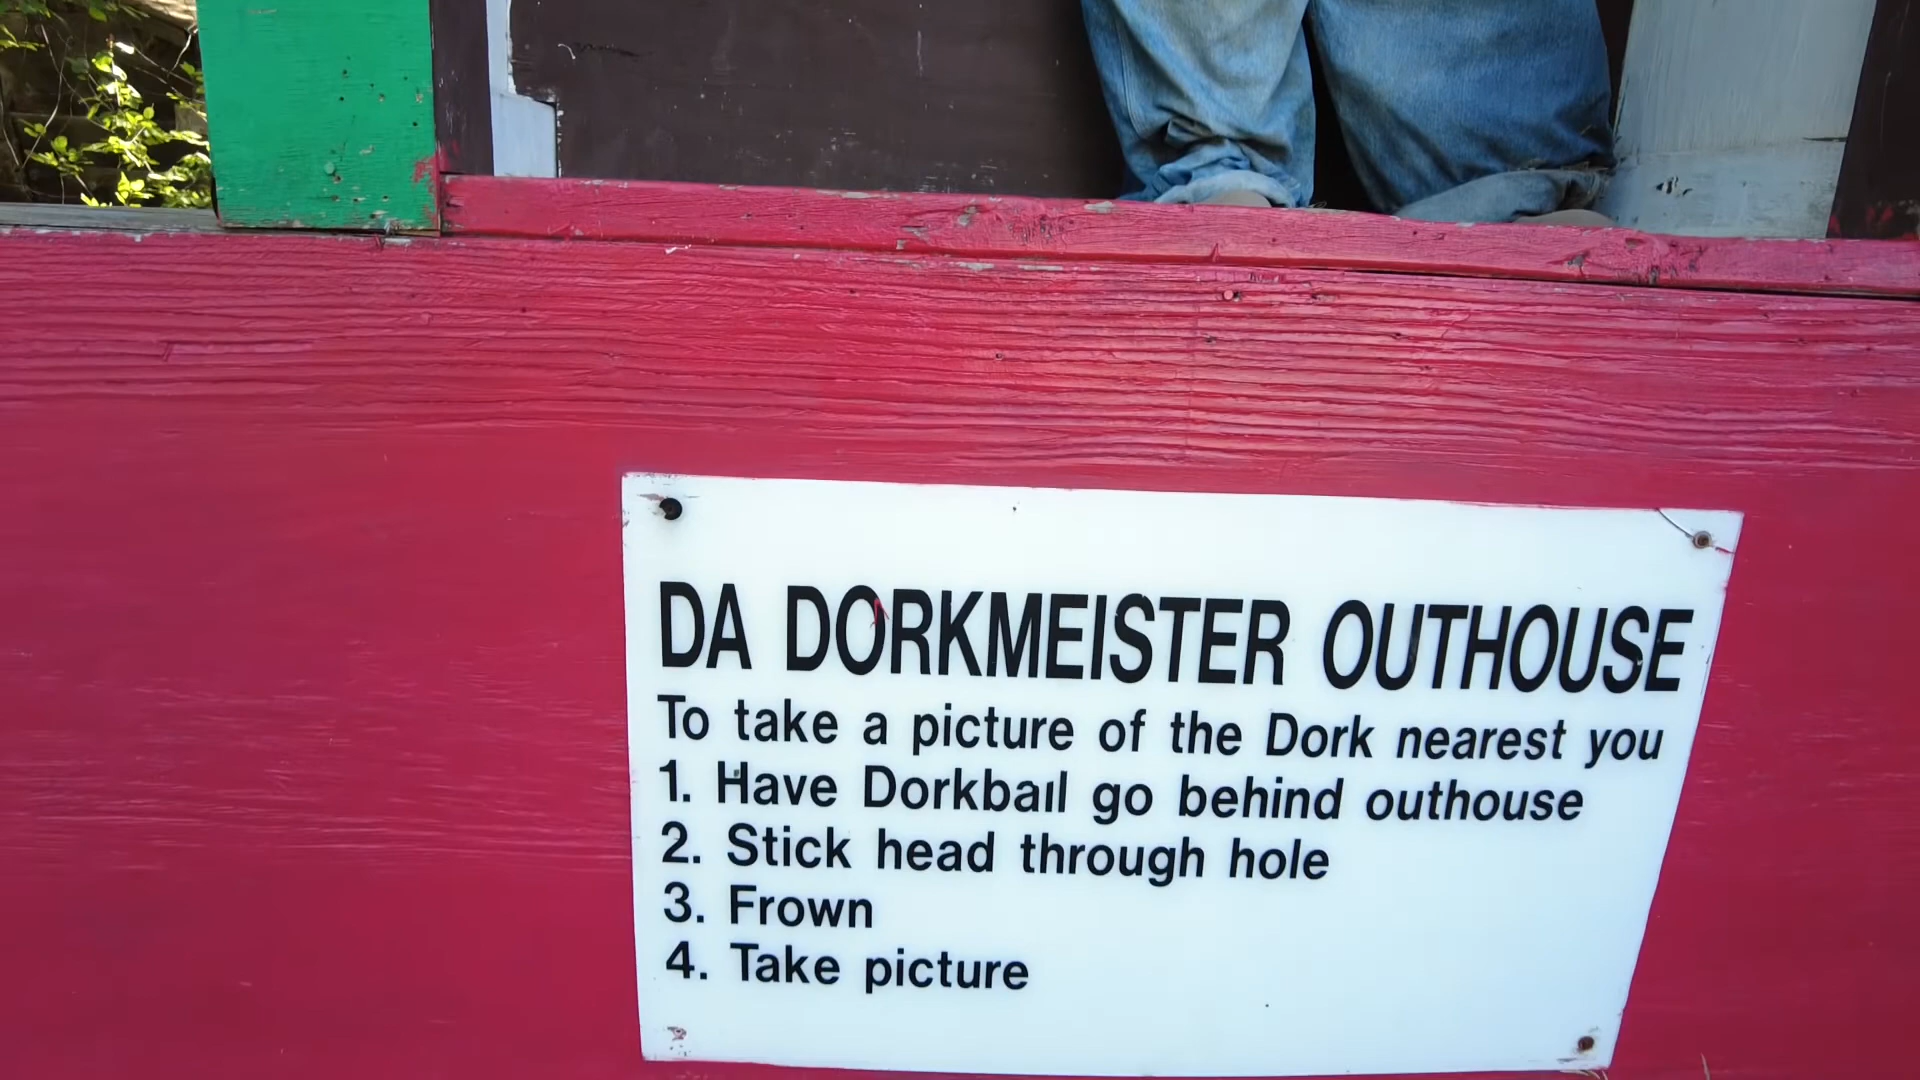 DA DORKMEISTER OUTHOUSE
To take a picture of the Dork nearest you
1. Have Dorkball go behind outhouse
2. Stick head through hole
3. Frown
4. Take picture